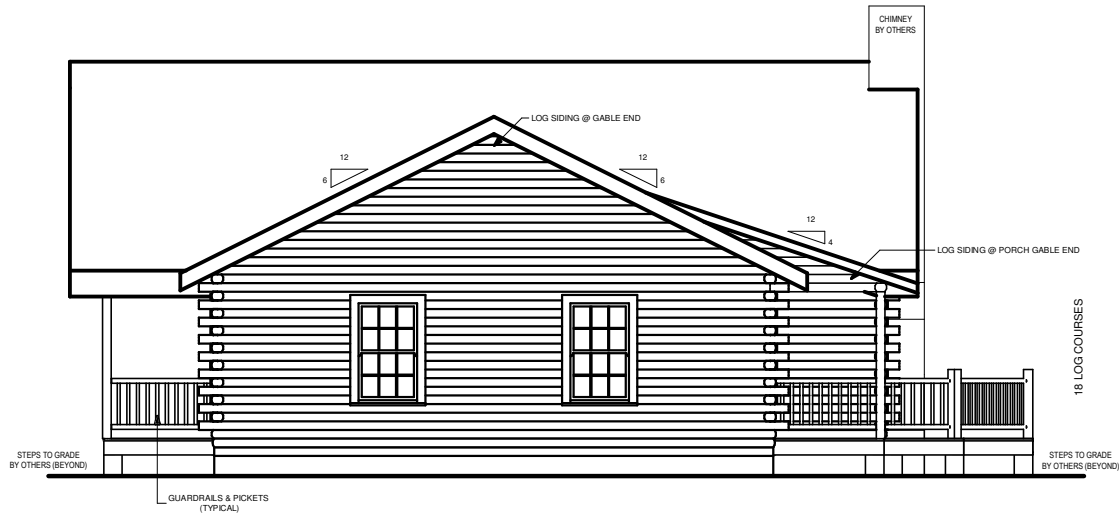 CHIMNEY
BY OTHERS
LOG SIDING @ GABLE END
12
6
12
6
12
4
LOG SIDING @ PORCH GABLE END
18 LOG COURSES
STEPS TO GRADE
BY OTHERS (BEYOND)
STEPS TO GRADE
BY OTHERS (BEYOND)
GUARDRAILS & PICKETS
(TYPICAL)